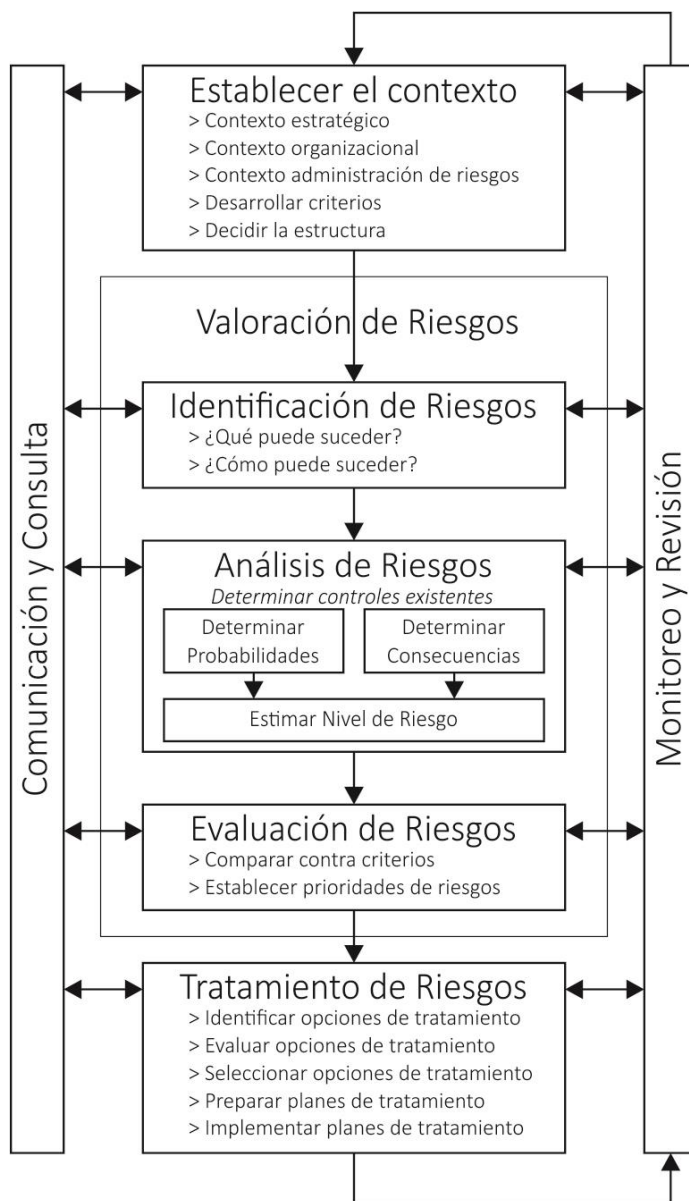 Establecer el contexto
> Contexto estratégico
> Contexto organizacional
> Contexto administración de riesgos
> Desarrollar criterios
> Decidir la estructura
Valoración de Riesgos
Identificación de Riesgos
> ¿Qué puede suceder?
> ¿Cómo puede suceder?
Análisis de Riesgos
Determinar controles existentes
Determinar
Probabilidades
Determinar
Consecuencias
Estimar Nivel de Riesgo
Evaluación de Riesgos
> Comparar contra criterios
> Establecer prioridades de riesgos
Tratamiento de Riesgos
> Identificar opciones de tratamiento
> Evaluar opciones de tratamiento
> Seleccionar opciones de tratamiento
> Preparar planes de tratamiento
> Implementar planes de tratamiento
Comunicación y Consulta
Monitoreo y Revisión